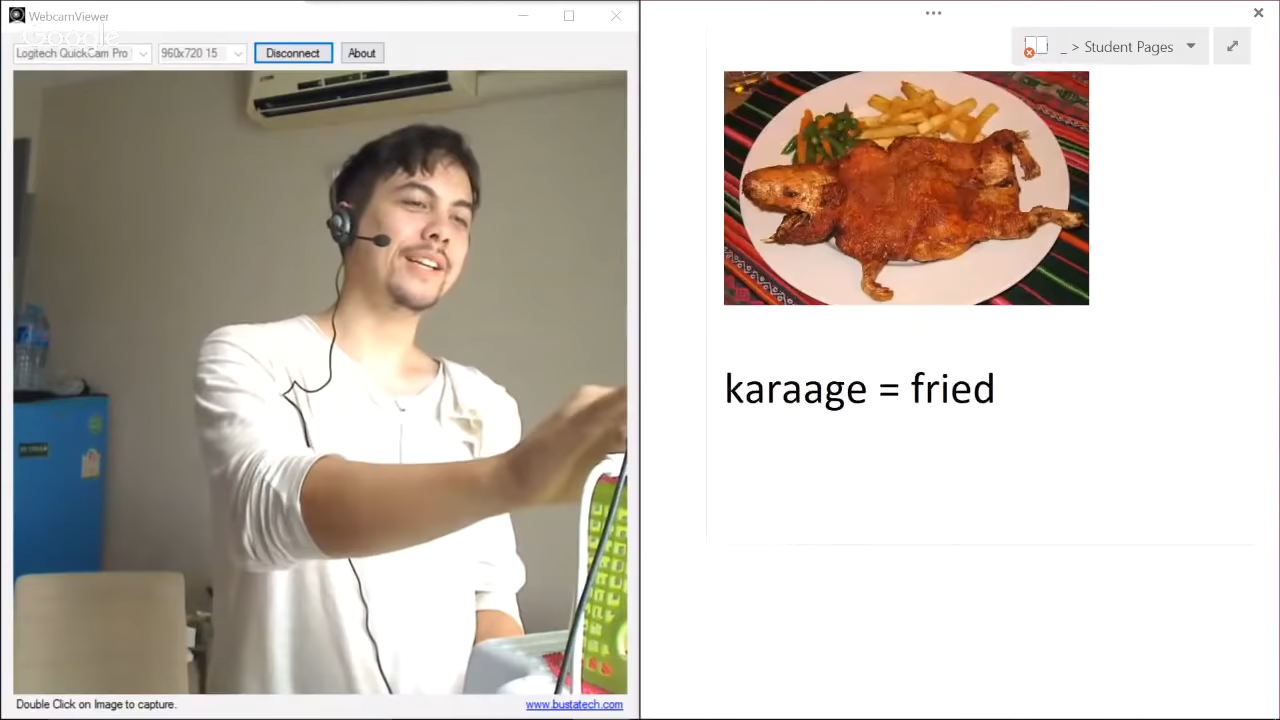 WebcamViewer
Google
Logitech QuickCam Pro
960x720 15
Disconnect
About
_ > Student Pages
karaage = fried
Double Click on Image to capture.
www.bustatech.com